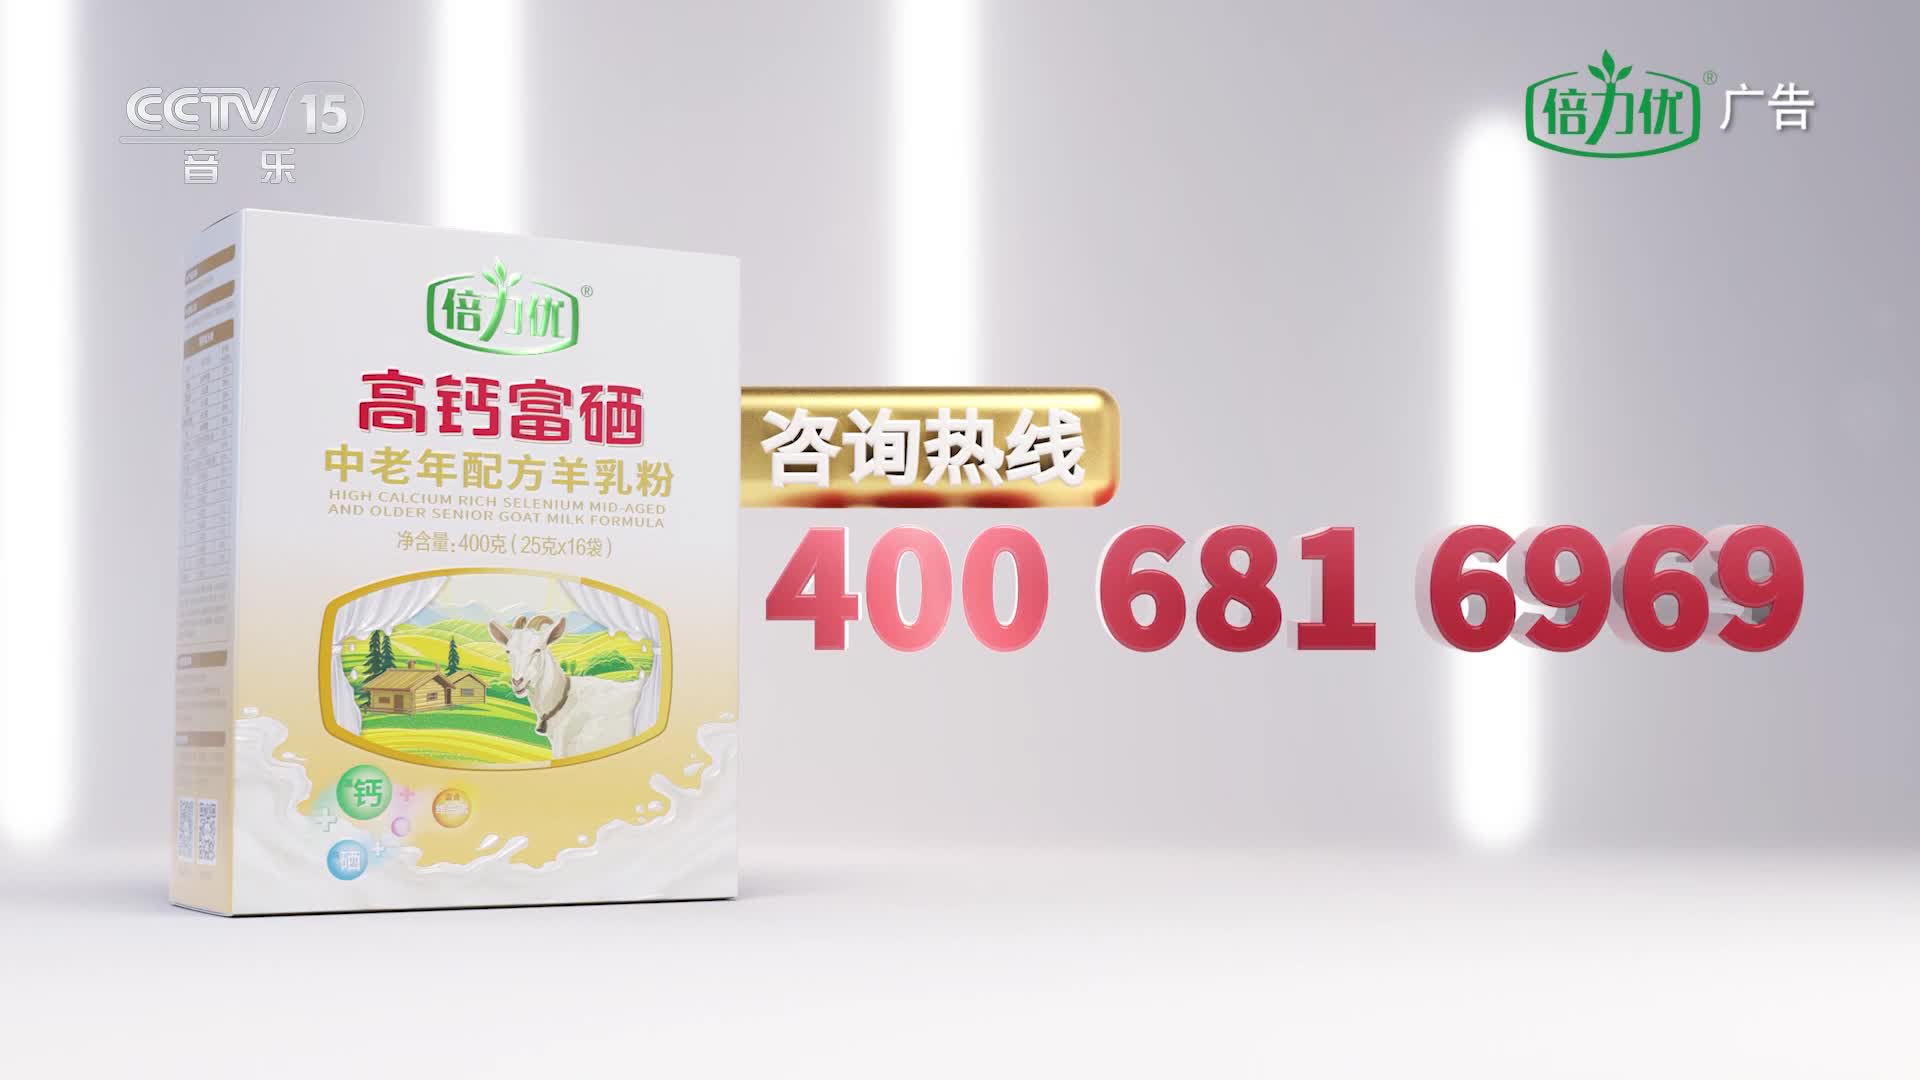 CCTV 15
音乐
倍力优® 广告
倍力优®
高钙富硒
中老年配方羊乳粉
HIGH CALCIUM RICH SELENIUM MID-AGED
AND OLDER SENIOR GOAT MILK FORMULA
净含量:400克(25克x16袋)
钙
硒
咨询热线
400 681 6969